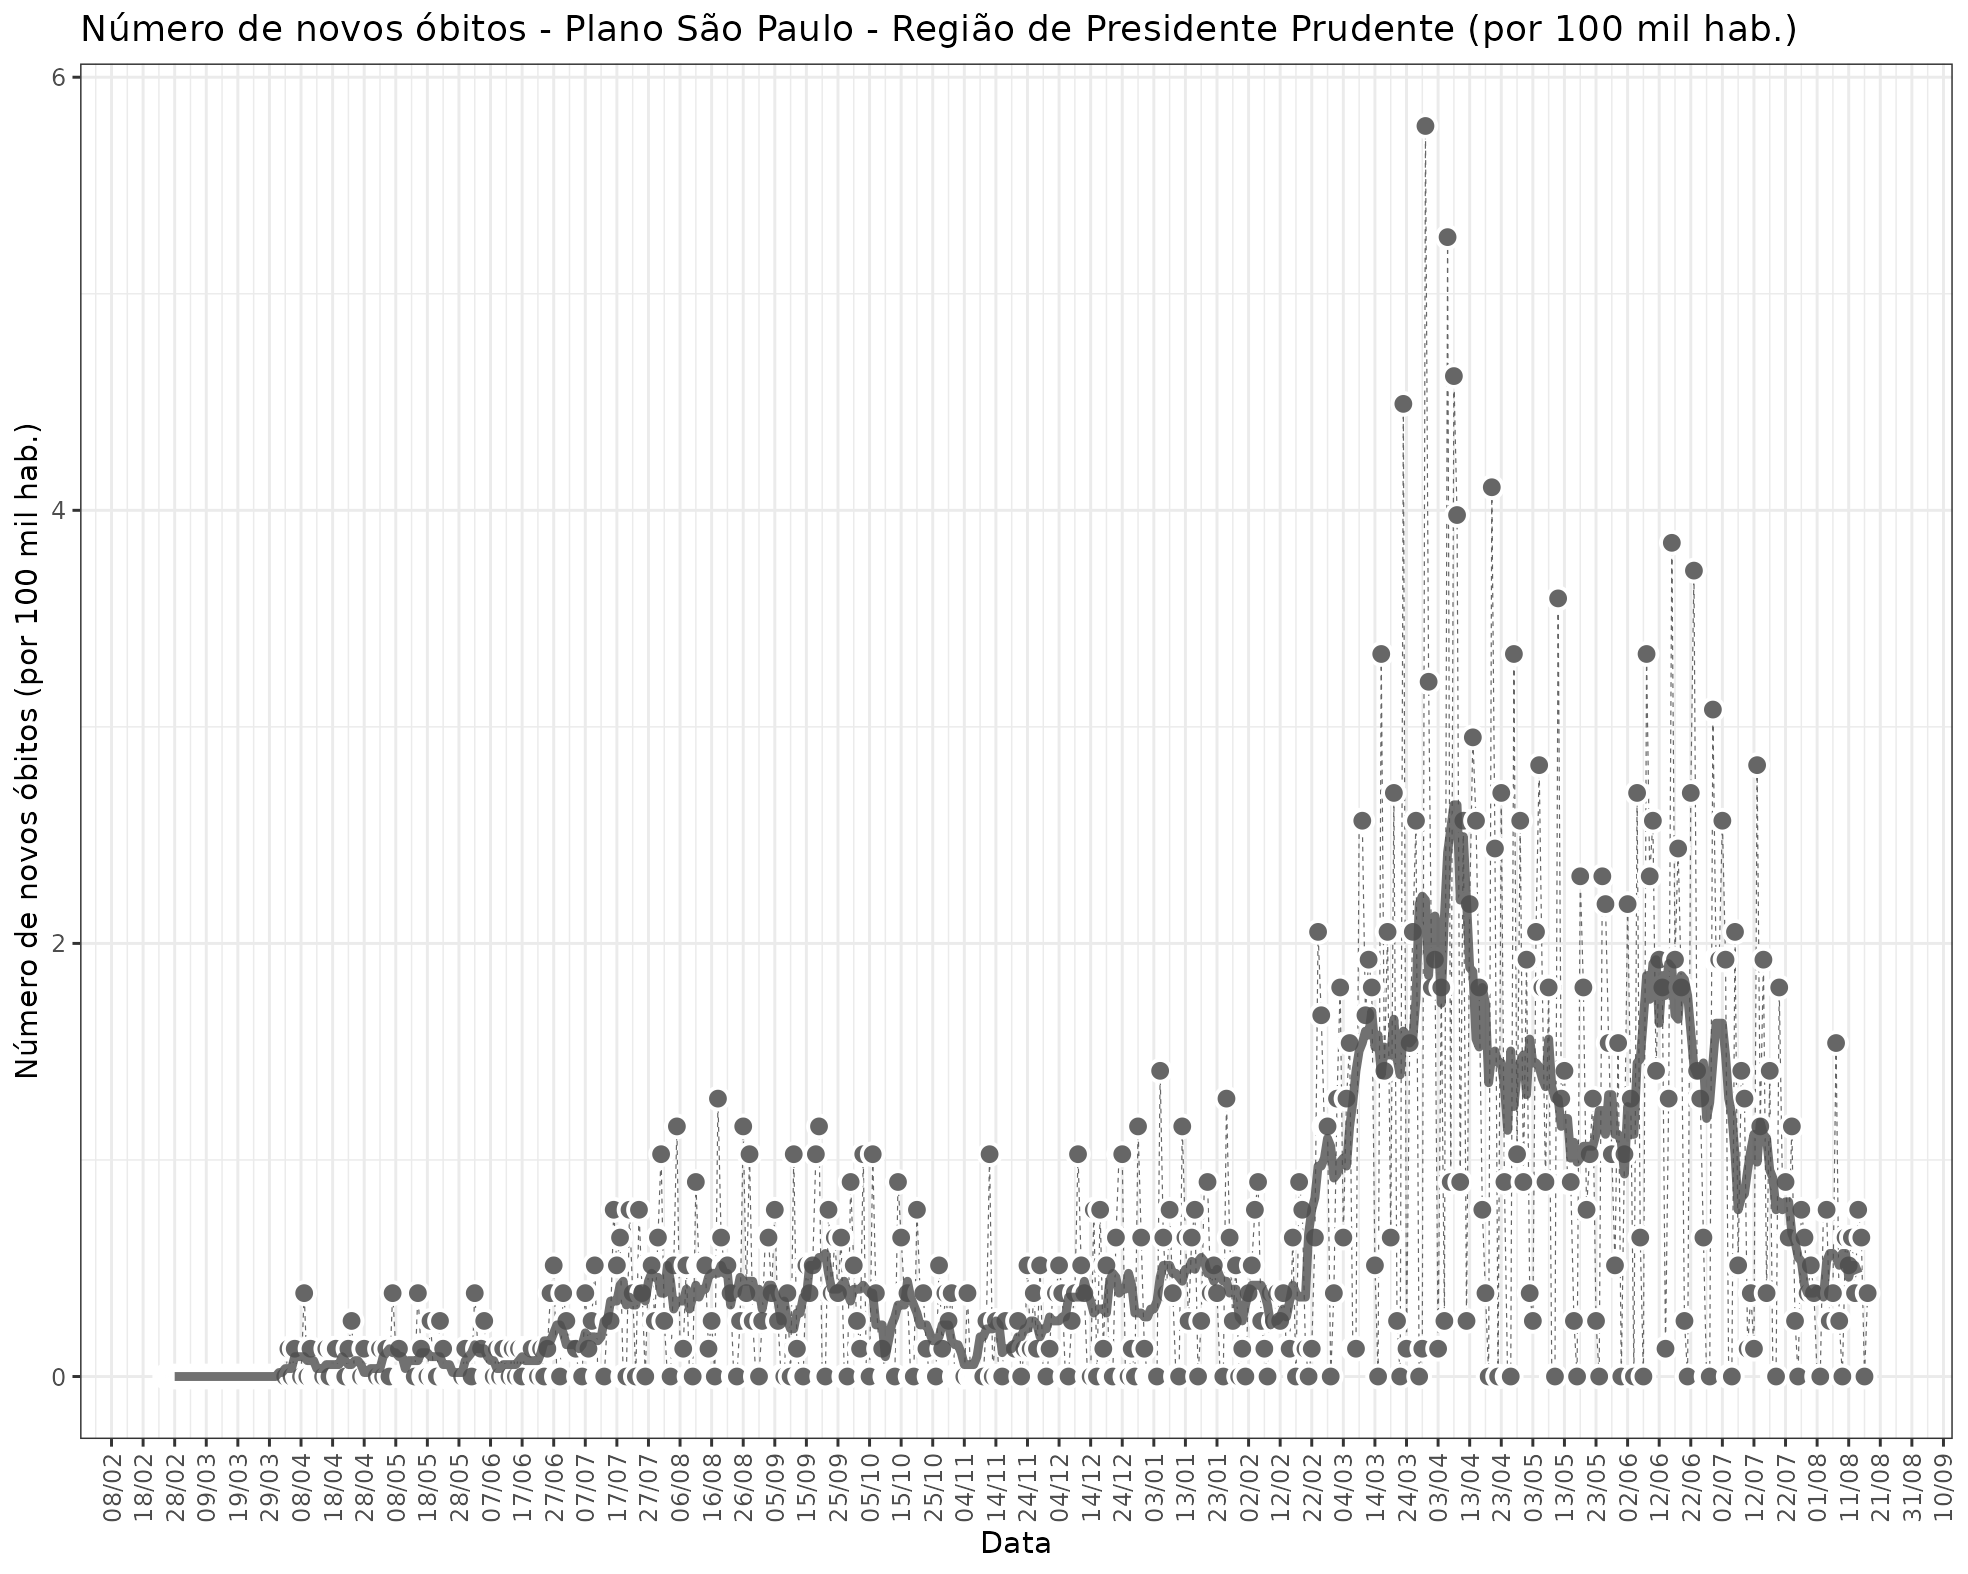 Número de novos óbitos - Plano São Paulo - Região de Presidente Prudente (por 100 mil hab.)
Número de novos óbitos (por 100 mil hab.)
6
4
2
0
08/02 18/02 28/02 09/03 19/03 29/03 08/04 18/04 28/04 08/05 18/05 28/05 07/06 17/06 27/06 07/07 17/07 27/07 06/08 16/08 26/08 05/09 15/09 25/09 05/10 15/10 25/10 04/11 14/11 24/11 04/12 14/12 24/12 03/01 13/01 23/01 02/02 12/02 22/02 04/03 14/03 24/03 03/04 13/04 23/04 03/05 13/05 23/05 02/06 12/06 22/06 02/07 12/07 22/07 01/08 11/08 21/08 31/08 10/09
Data